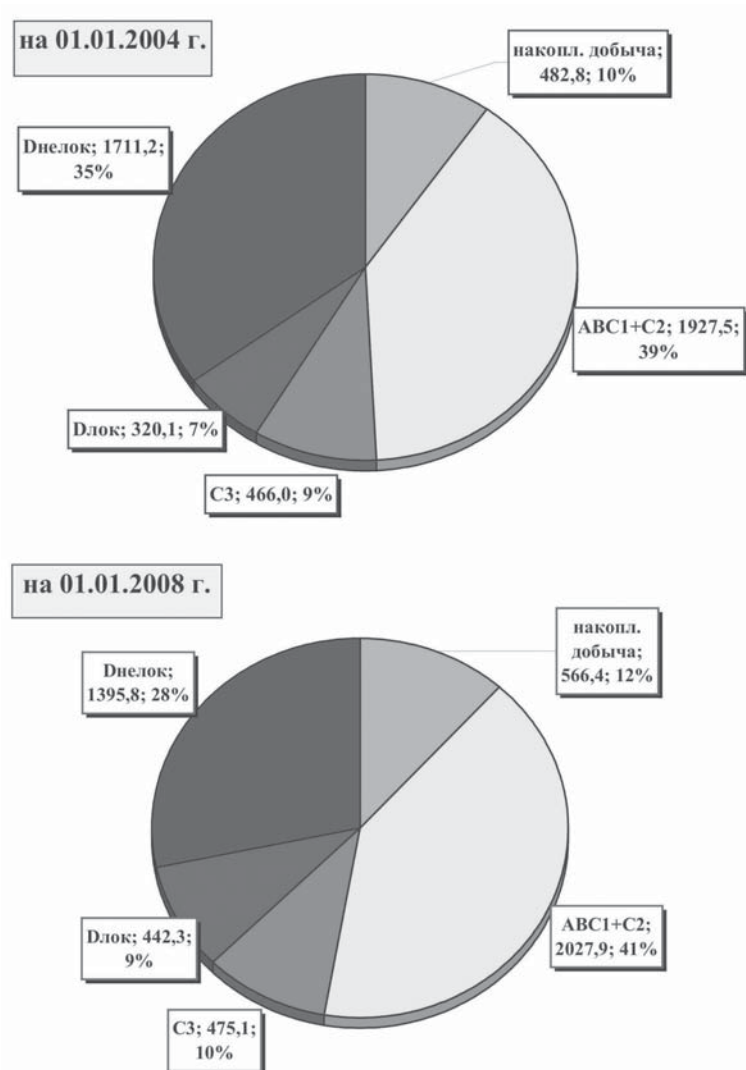 на 01.01.2004 г.
накопл. добыча;
482,8; 10%
Dнелок; 1711,2;
35%
ABC1+C2; 1927,5;
39%
Dлок; 320,1; 7%
C3; 466,0; 9%
на 01.01.2008 г.
накопл.
добыча;
566,4; 12%
Dнелок;
1395,8; 28%
ABC1+C2;
2027,9; 41%
Dлок; 442,3;
9%
C3; 475,1;
10%